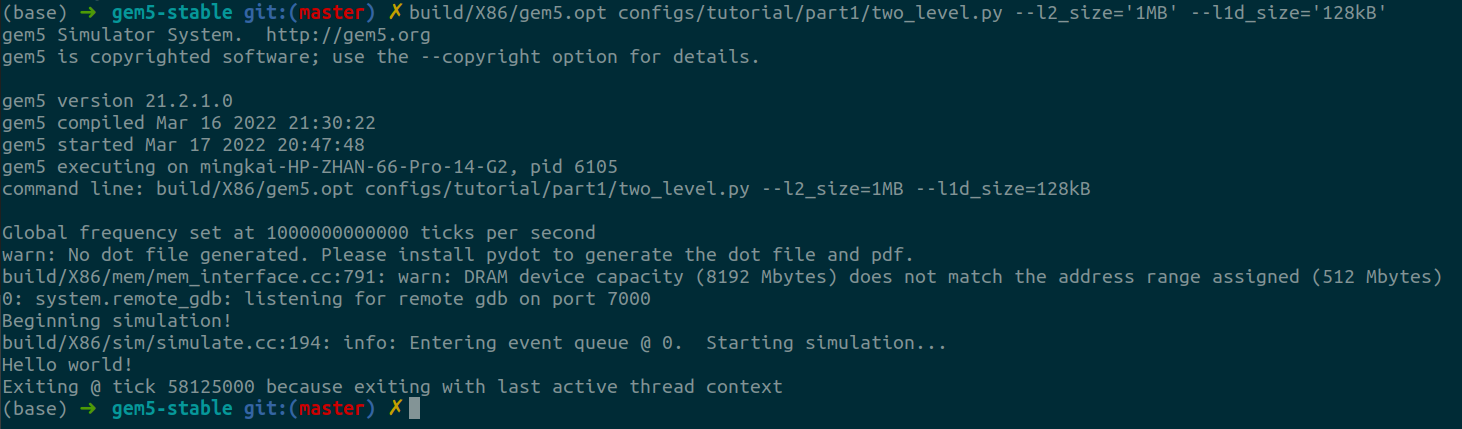 (base) ➜ gem5-stable git:(master) ✗ build/X86/gem5.opt configs/tutorial/part1/two_level.py --l2_size='1MB' --l1d_size='128kB'
gem5 Simulator System.  http://gem5.org
gem5 is copyrighted software; use the --copyright option for details.

gem5 version 21.2.1.0
gem5 compiled Mar 16 2022 21:30:22
gem5 started Mar 17 2022 20:47:48
gem5 executing on mingkai-HP-ZHAN-66-Pro-14-G2, pid 6105
command line: build/X86/gem5.opt configs/tutorial/part1/two_level.py --l2_size=1MB --l1d_size=128kB

Global frequency set at 1000000000000 ticks per second
warn: No dot file generated. Please install pydot to generate the dot file and pdf.
build/X86/mem/mem_interface.cc:791: warn: DRAM device capacity (8192 Mbytes) does not match the address range assigned (512 Mbytes)
0: system.remote_gdb: listening for remote gdb on port 7000
Beginning simulation!
build/X86/sim/simulate.cc:194: info: Entering event queue @ 0.  Starting simulation...
Hello world!
Exiting @ tick 58125000 because exiting with last active thread context
(base) ➜ gem5-stable git:(master) ✗